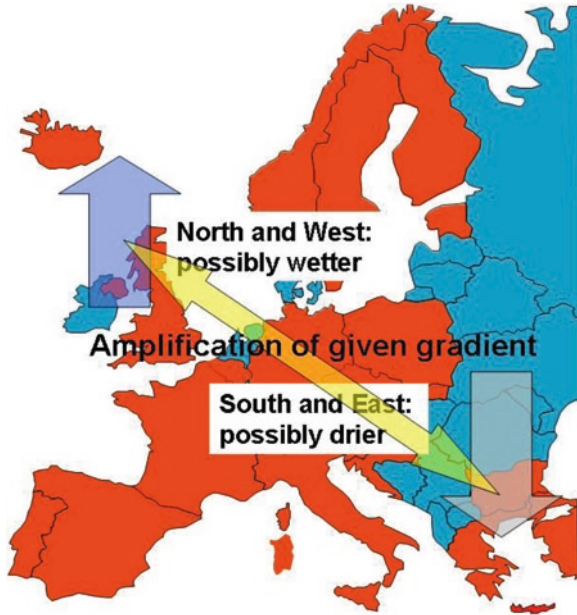 North and West:
possibly wetter
Amplification of given gradient
South and East:
possibly drier